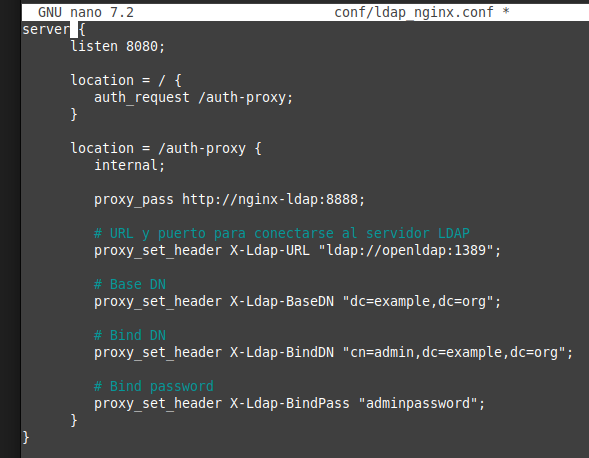 GNU nano 7.2 conf/ldap_nginx.conf *
server {
listen 8080;
location = / {
auth_request /auth-proxy;
}
location = /auth-proxy {
internal;
proxy_pass http://nginx-ldap:8888;
# URL y puerto para conectarse al servidor LDAP
proxy_set_header X-Ldap-URL "ldap://openldap:1389";
# Base DN
proxy_set_header X-Ldap-BaseDN "dc=example,dc=org";
# Bind DN
proxy_set_header X-Ldap-BindDN "cn=admin,dc=example,dc=org";
# Bind password
proxy_set_header X-Ldap-BindPass "adminpassword";
}
}